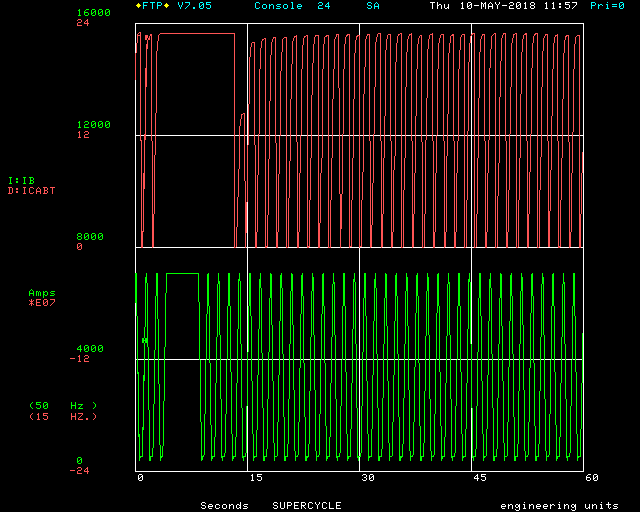 ◆FTP◆ V7.05 Console 24 SA Thu 10-MAY-2018 11:57 Pri=0
16000
24
12000
12
I:IB
D:ICABT
8000
0
Amps
*E07
4000
-12
(50 Hz )
(15 HZ.)
0
-24
0 15 30 45 60
Seconds SUPERCYCLE engineering units